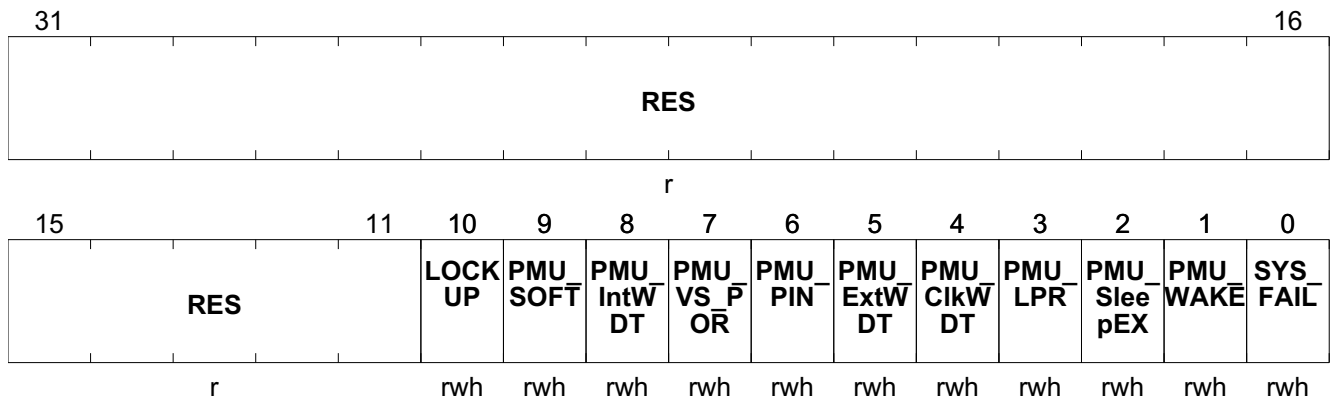 31 16
RES
r
15 11 10 9 8 7 6 5 4 3 2 1 0
RES LOCK PMU_ PMU_ PMU_ PMU_ PMU_ PMU_ PMU_ PMU_ PMU_ SYS_
UP SOFT IntW VS_P PIN ExtW ClkW LPR Slee WAKE FAIL
DT OR DT DT pEX
r rwh rwh rwh rwh rwh rwh rwh rwh rwh rwh rwh